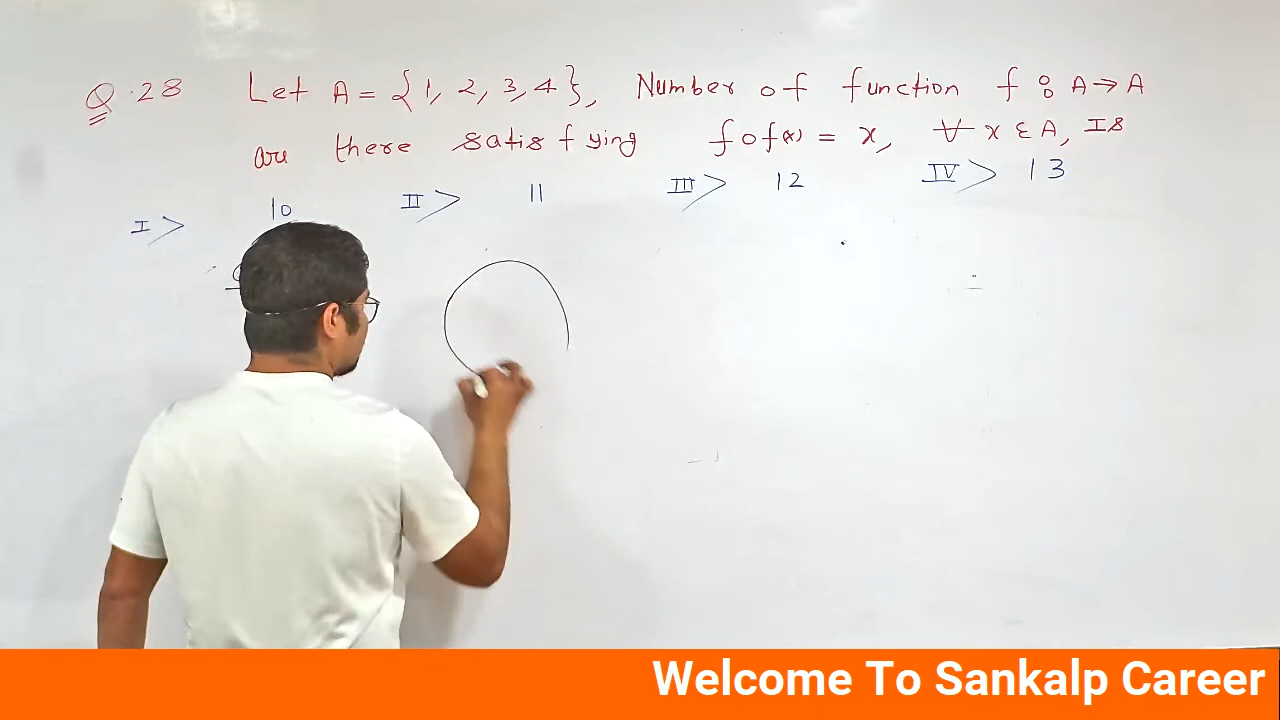 Q.28 Let A = {1, 2, 3, 4}, Number of function f : A → A
are there satisfying fof(x) = x, ∀ x ∈ A, Is
I> 10 II> 11 III> 12 IV> 13
Welcome To Sankalp Career